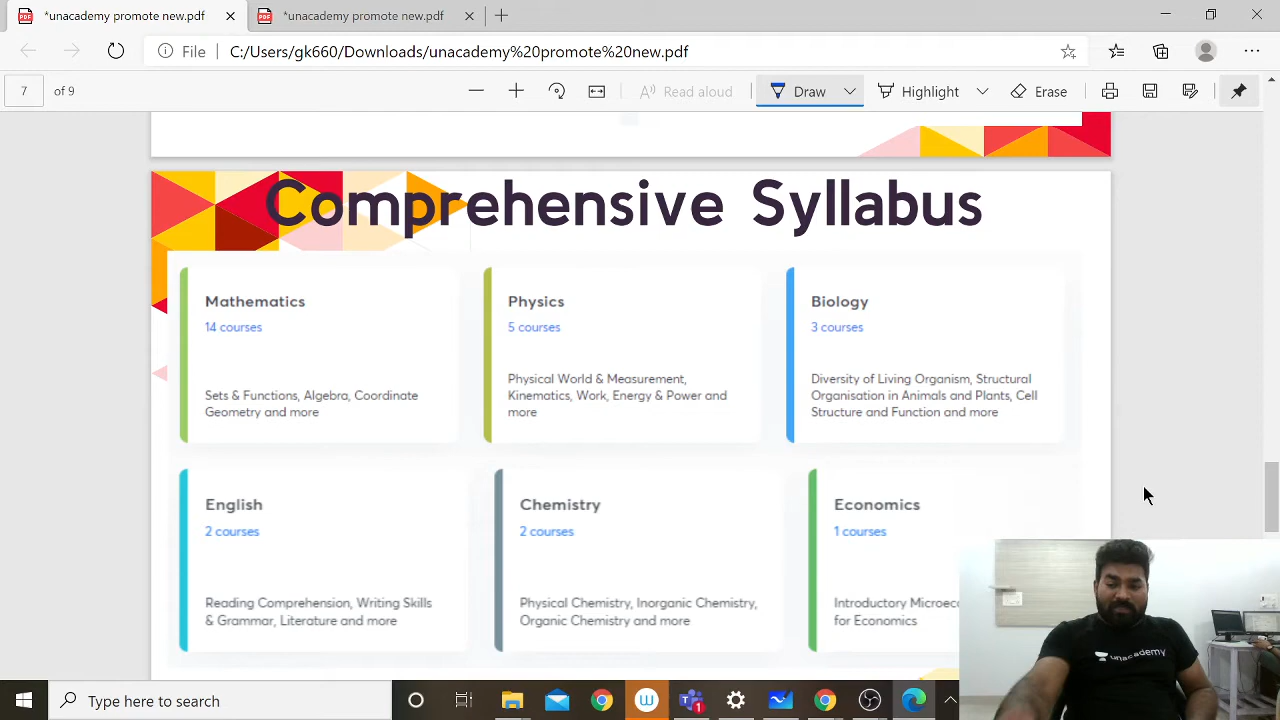 *unacademy promote new.pdf
*unacademy promote new.pdf
File
C:/Users/gk660/Downloads/unacademy%20promote%20new.pdf
7 of 9
Read aloud
Draw
Highlight
Erase
Comprehensive Syllabus
Mathematics
14 courses
Sets & Functions, Algebra, Coordinate
Geometry and more
Physics
5 courses
Physical World & Measurement,
Kinematics, Work, Energy & Power and
more
Biology
3 courses
Diversity of Living Organism, Structural
Organisation in Animals and Plants, Cell
Structure and Function and more
English
2 courses
Reading Comprehension, Writing Skills
& Grammar, Literature and more
Chemistry
2 courses
Physical Chemistry, Inorganic Chemistry,
Organic Chemistry and more
Economics
1 courses
Introductory
for Economics
unacademy
Type here to search